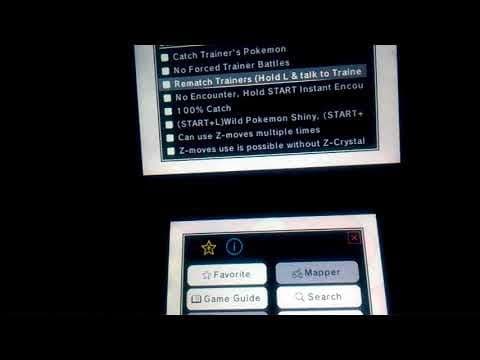 Catch Trainer's Pokemon
No Forced Trainer Battles
Rematch Trainers (Hold L & talk to Traine
No Encounter, Hold START Instant Encou
100% Catch
(START+L)Wild Pokemon Shiny, (START+
Can use Z-moves multiple times
Z-moves use is possible without Z-Crystal
Favorite
Mapper
Game Guide
Search